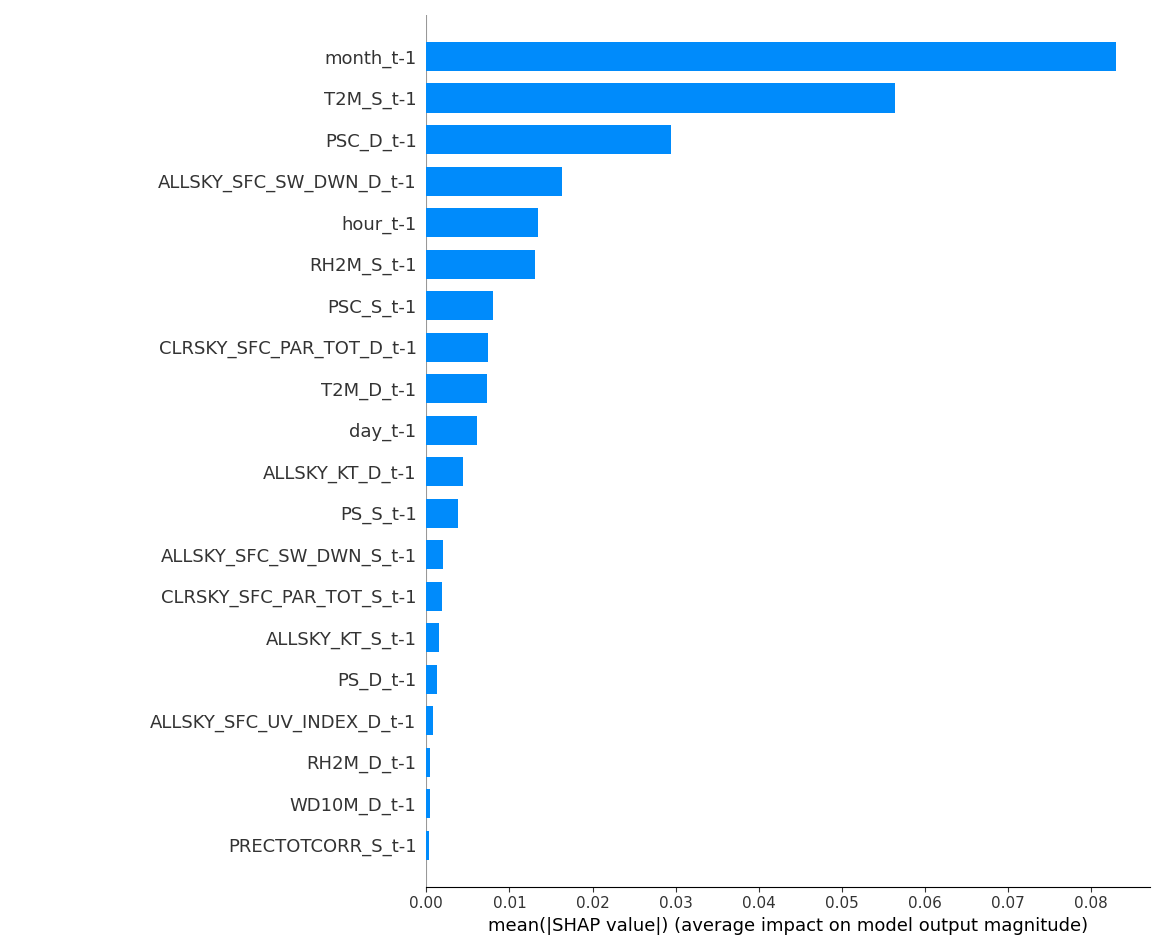 month_t-1
T2M_S_t-1
PSC_D_t-1
ALLSKY_SFC_SW_DWN_D_t-1
hour_t-1
RH2M_S_t-1
PSC_S_t-1
CLRSKY_SFC_PAR_TOT_D_t-1
T2M_D_t-1
day_t-1
ALLSKY_KT_D_t-1
PS_S_t-1
ALLSKY_SFC_SW_DWN_S_t-1
CLRSKY_SFC_PAR_TOT_S_t-1
ALLSKY_KT_S_t-1
PS_D_t-1
ALLSKY_SFC_UV_INDEX_D_t-1
RH2M_D_t-1
WD10M_D_t-1
PRECTOTCORR_S_t-1
0.00 0.01 0.02 0.03 0.04 0.05 0.06 0.07 0.08
mean(|SHAP value|) (average impact on model output magnitude)